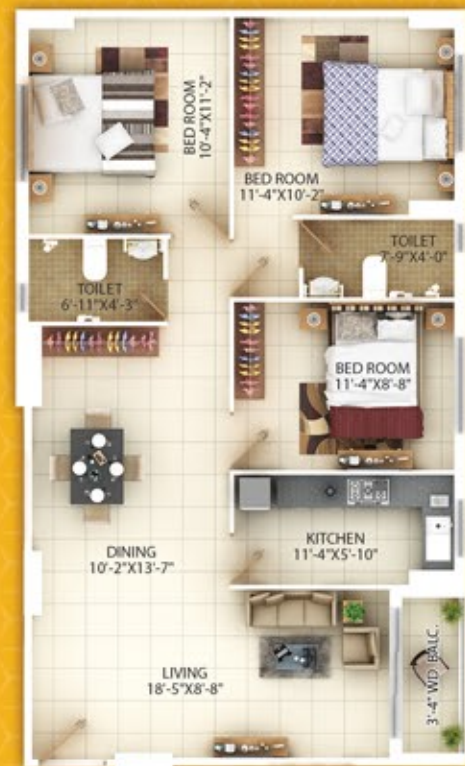 BED ROOM
10'-4"X11'-2"
BED ROOM
11'-4"X10'-2"
TOILET
7'-9"X4'-0"
TOILET
6'-11"X4'-3"
BED ROOM
11'-4"X8'-8"
KITCHEN
11'-4"X5'-10"
DINING
10'-2"X13'-7"
LIVING
18'-5"X8'-8"
3'-4" WD BALC.